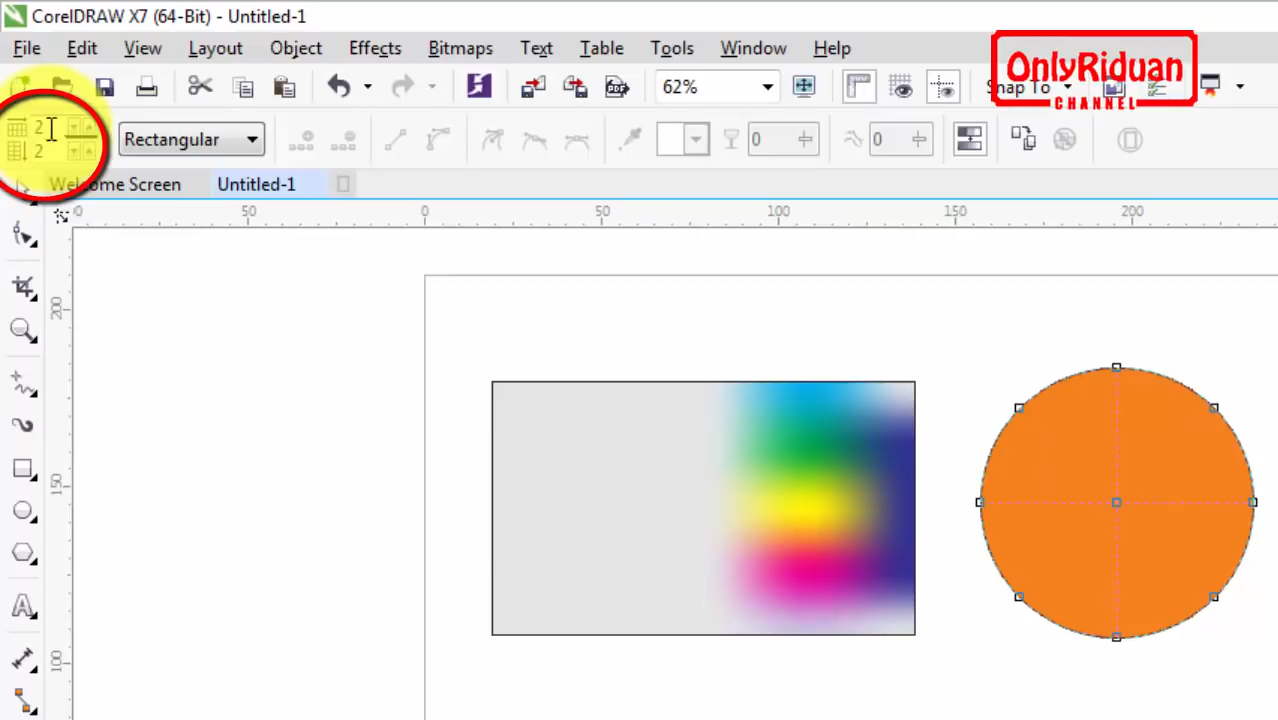 CorelDRAW X7 (64-Bit) - Untitled-1
File Edit View Layout Object Effects Bitmaps Text Table Tools Window Help
62% Snap To
OnlyRiduan
CHANNEL
2
2
Rectangular
0
0
Welcome Screen Untitled-1
50 0 50 100 150 200
200
150
100